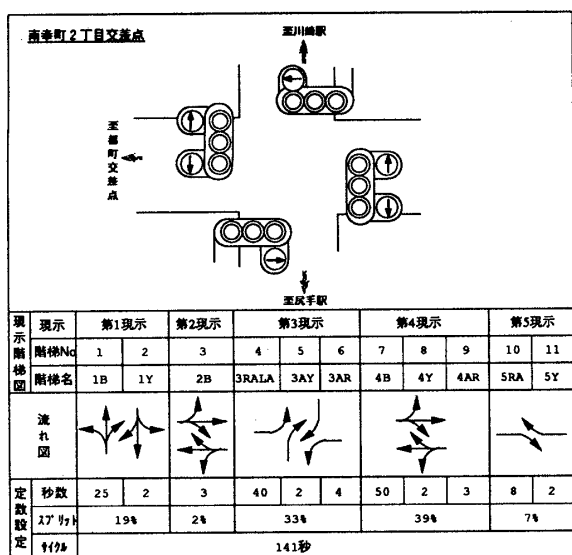 南幸町2丁目交差点
至川崎駅
至都町交差点
至尻手駅
現示階梯図
現示 第1現示 第2現示 第3現示 第4現示 第5現示
階梯No 1 2 3 4 5 6 7 8 9 10 11
階梯名 1B 1Y 2B 3RALA 3AY 3AR 4B 4Y 4AR 5RA 5Y
流れ図
定数設定
秒数 25 2 3 40 2 4 50 2 3 8 2
スプリット 19% 2% 33% 39% 7%
サイクル 141秒